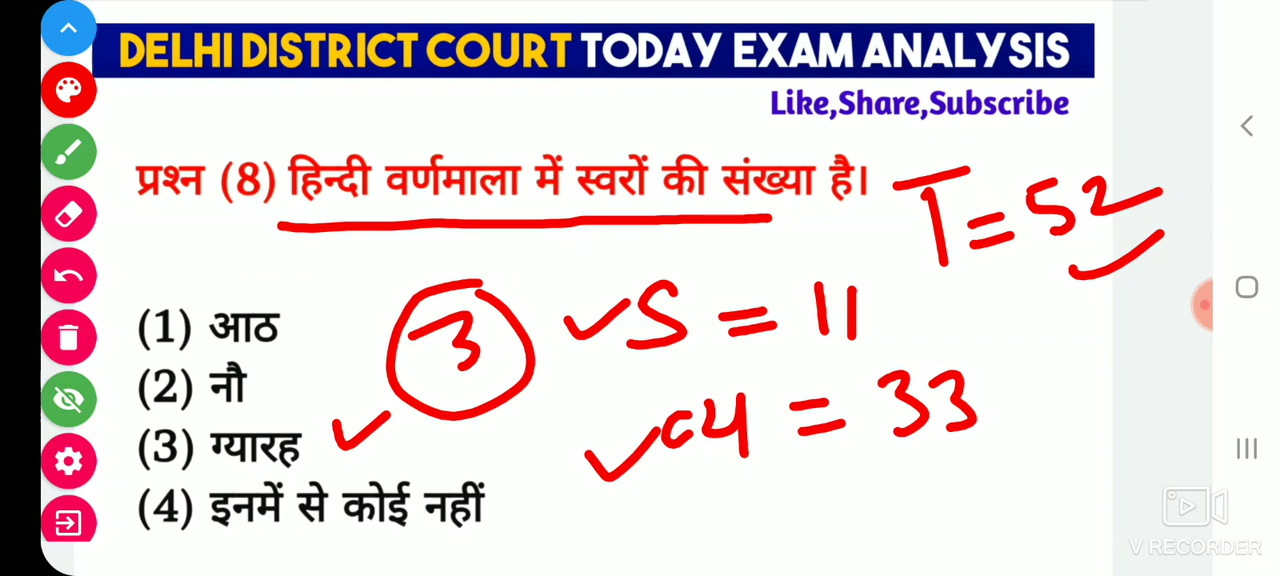 DELHI DISTRICT COURT TODAY EXAM ANALYSIS
Like,Share,Subscribe
प्रश्न (8) हिन्दी वर्णमाला में स्वरों की संख्या है।
T = 52
(1) आठ
3
S = 11
(2) नौ
(3) ग्यारह
= 33
(4) इनमें से कोई नहीं
V RECORDER